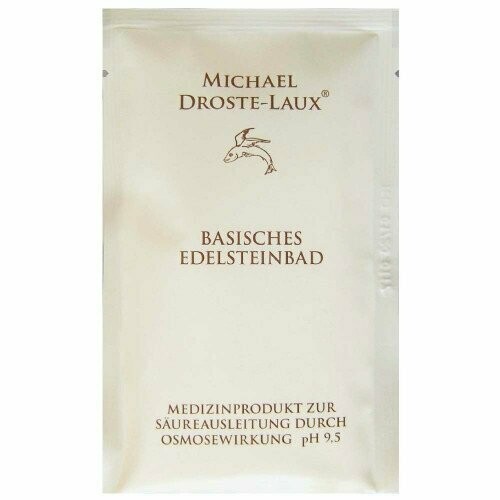 MICHAEL
DROSTE-LAUX®
BASISCHES
EDELSTEINBAD
MEDIZINPRODUKT ZUR
SÄUREAUSLEITUNG DURCH
OSMOSEWIRKUNG pH 9,5